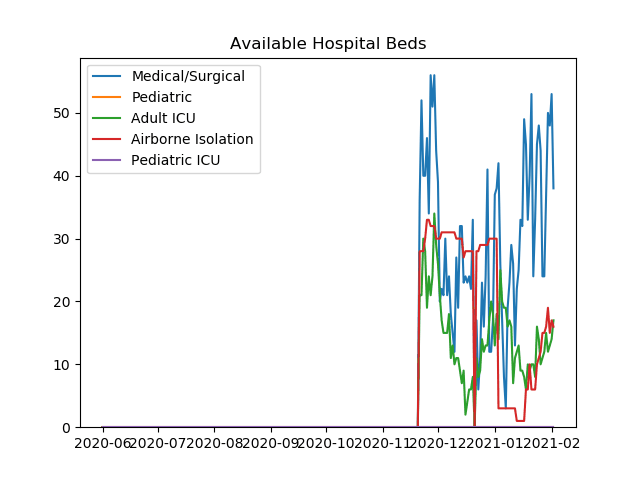 Available Hospital Beds
Medical/Surgical
Pediatric
Adult ICU
Airborne Isolation
Pediatric ICU
50
40
30
20
10
0
2020-06 2020-07 2020-08 2020-09 2020-10 2020-11 2020-12 2021-01 2021-02